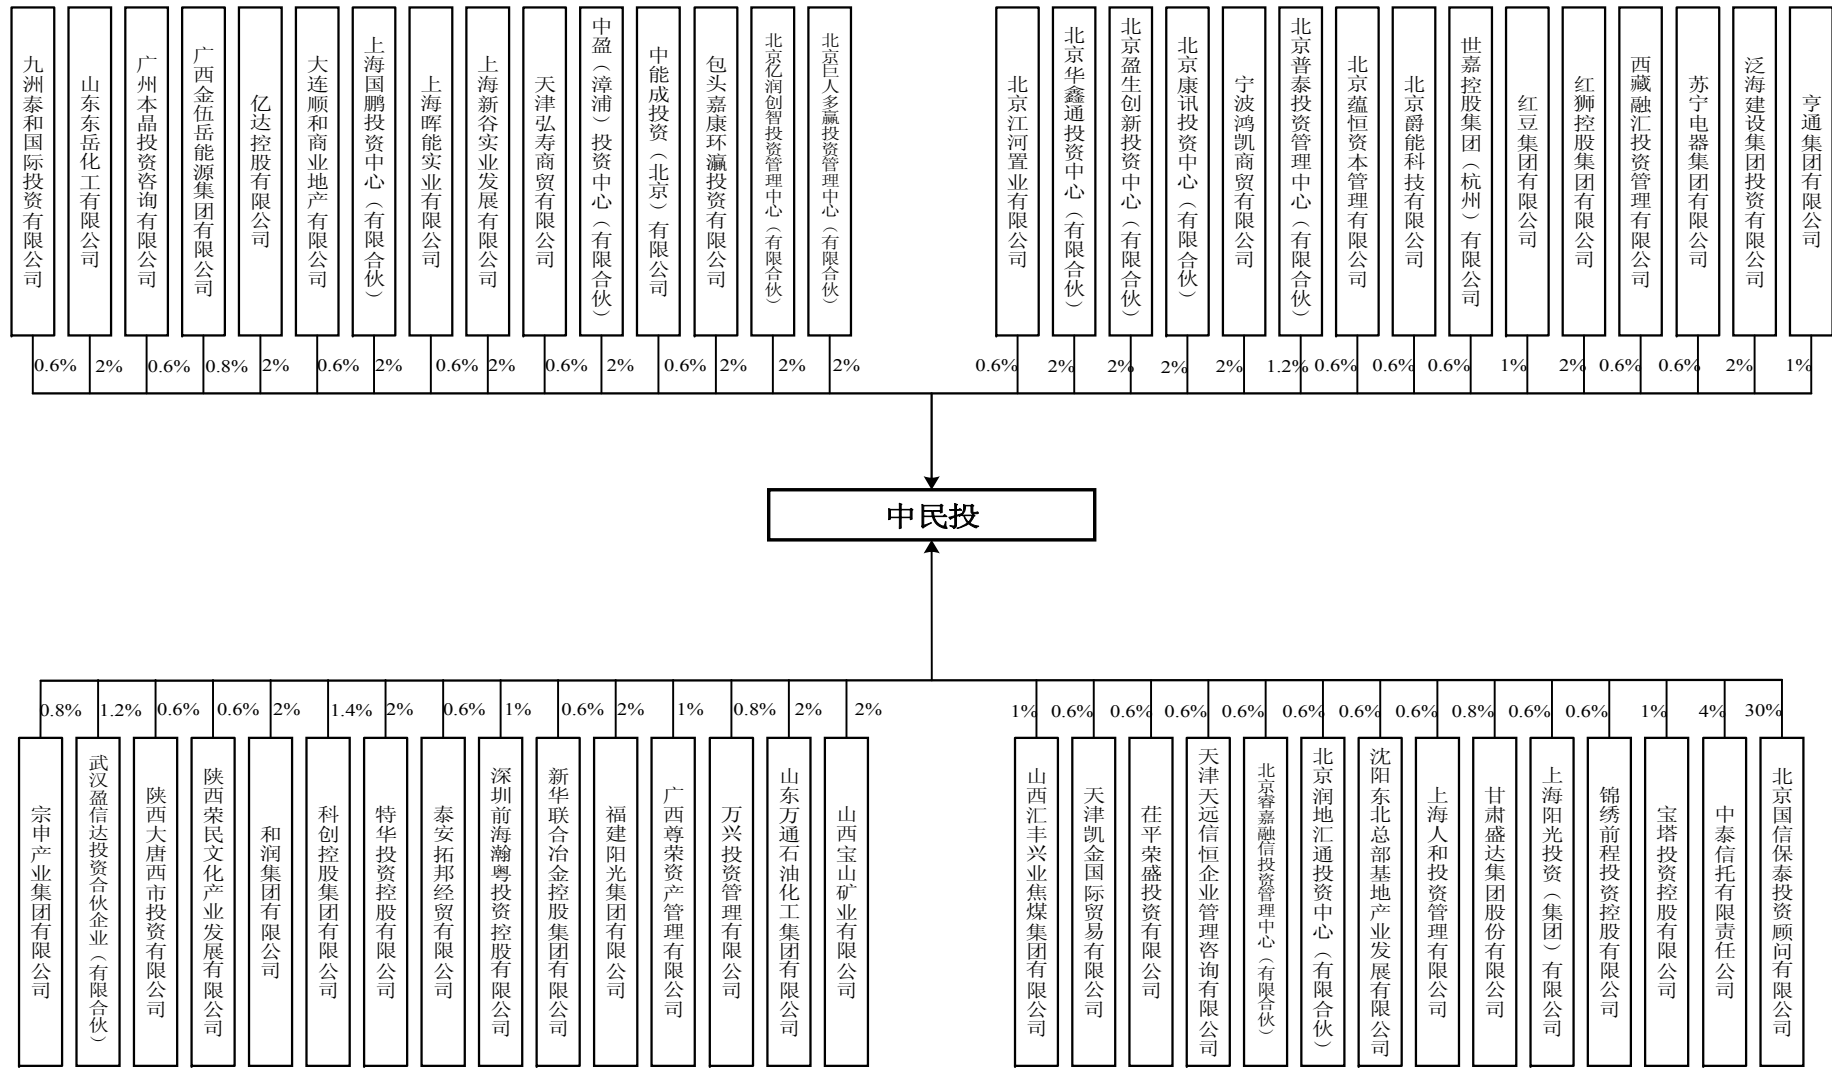 九洲泰和国际投资有限公司
山东东岳化工有限公司
广州本晶投资咨询有限公司
广西金伍岳能源集团有限公司
亿达控股有限公司
大连顺和商业地产有限公司
上海国鹏投资中心（有限合伙）
上海晖能实业有限公司
上海新谷实业发展有限公司
天津弘寿商贸有限公司
中盈（漳浦）投资中心（有限合伙）
中能成投资（北京）有限公司
包头嘉康环瀛投资有限公司
北京亿润创智投资管理中心（有限合伙）
北京巨人多赢投资管理中心（有限合伙）
北京江河置业有限公司
北京华鑫通投资中心（有限合伙）
北京盈生创新投资中心（有限合伙）
北京康讯投资中心（有限合伙）
宁波鸿凯商贸有限公司
北京普泰投资管理中心（有限合伙）
北京蕴恒资本管理有限公司
北京爵能科技有限公司
世嘉控股集团（杭州）有限公司
红豆集团有限公司
红狮控股集团有限公司
西藏融汇投资管理有限公司
苏宁电器集团有限公司
泛海建设集团投资有限公司
亨通集团有限公司
0.6% 2% 0.6% 0.8% 2% 0.6% 2% 0.6% 2% 0.6% 2% 0.6% 2% 2% 2% 0.6% 2% 2% 2% 2% 1.2% 0.6% 0.6% 0.6% 1% 2% 0.6% 0.6% 2% 1%
中民投
0.8% 1.2% 0.6% 0.6% 2% 1.4% 2% 0.6% 1% 0.6% 2% 1% 0.8% 2% 2% 1% 0.6% 0.6% 0.6% 0.6% 0.6% 0.6% 0.6% 0.8% 0.6% 0.6% 1% 4% 30%
宗申产业集团有限公司
武汉盈信达投资合伙企业（有限合伙）
陕西大唐西市投资有限公司
陕西荣民文化产业发展有限公司
和润集团有限公司
科创控股集团有限公司
特华投资控股有限公司
泰安拓邦经贸有限公司
深圳前海瀚粤投资控股有限公司
新华联合冶金控股集团有限公司
福建阳光集团有限公司
广西尊荣资产管理有限公司
万兴投资管理有限公司
山东万通石油化工集团有限公司
山西宝山矿业有限公司
山西汇丰兴业焦煤集团有限公司
天津凯金国际贸易有限公司
茌平荣盛投资有限公司
天津天远信恒企业管理咨询有限公司
北京睿嘉融信投资管理中心（有限合伙）
北京润地汇通投资中心（有限合伙）
沈阳东北总部基地产业发展有限公司
上海人和投资管理有限公司
甘肃盛达集团股份有限公司
上海阳光投资（集团）有限公司
锦绣前程投资控股有限公司
宝塔投资控股有限公司
中泰信托有限责任公司
北京国信保泰投资顾问有限公司